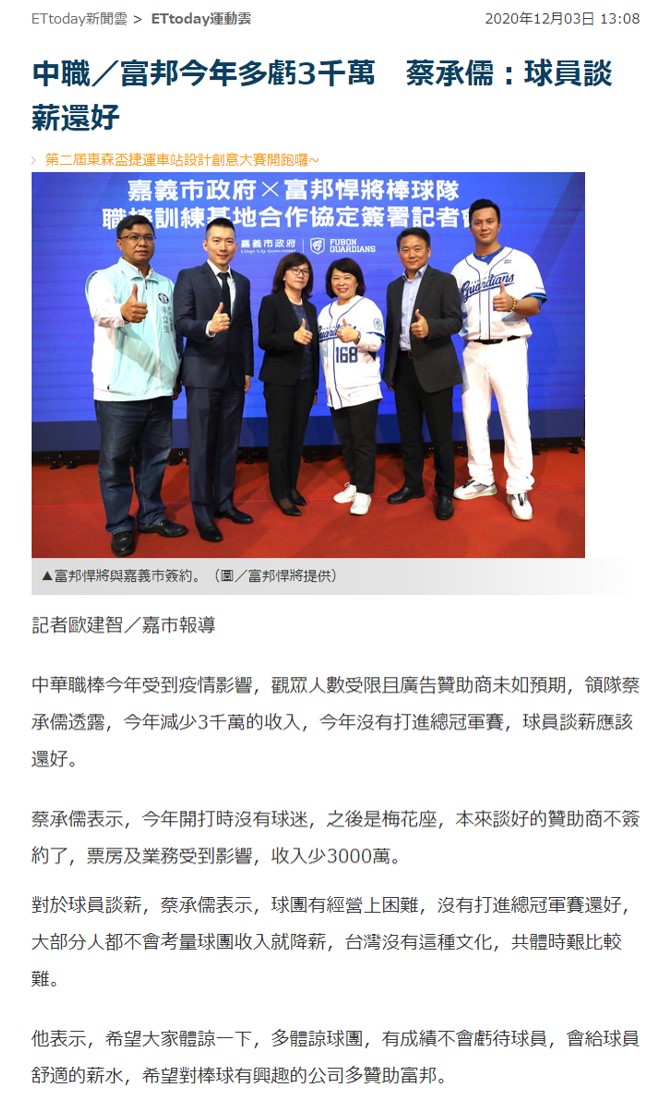 ETtoday新聞雲 > ETtoday運動雲
2020年12月03日 13:08
中職／富邦今年多虧3千萬　蔡承儒：球員談
薪還好
第二屆東森盃捷運車站設計創意大賽開跑囉~
嘉義市政府×富邦悍將棒球隊
訓練基地合作協定簽署記者
嘉義市政府
Chiayi City Government
FUBON
GUARDIANS
Guardians
168
▲富邦悍將與嘉義市簽約。（圖／富邦悍將提供）
記者歐建智／嘉市報導
中華職棒今年受到疫情影響，觀眾人數受限且廣告贊助商未如預期，領隊蔡
承儒透露，今年減少3千萬的收入，今年沒有打進總冠軍賽，球員談薪應該
還好。
蔡承儒表示，今年開打時沒有球迷，之後是梅花座，本來談好的贊助商不簽
約了，票房及業務受到影響，收入少3000萬。
對於球員談薪，蔡承儒表示，球團有經營上困難，沒有打進總冠軍賽還好，
大部分人都不會考量球團收入就降薪，台灣沒有這種文化，共體時艱比較
難。
他表示，希望大家體諒一下，多體諒球團，有成績不會虧待球員，會給球員
舒適的薪水，希望對棒球有興趣的公司多贊助富邦。